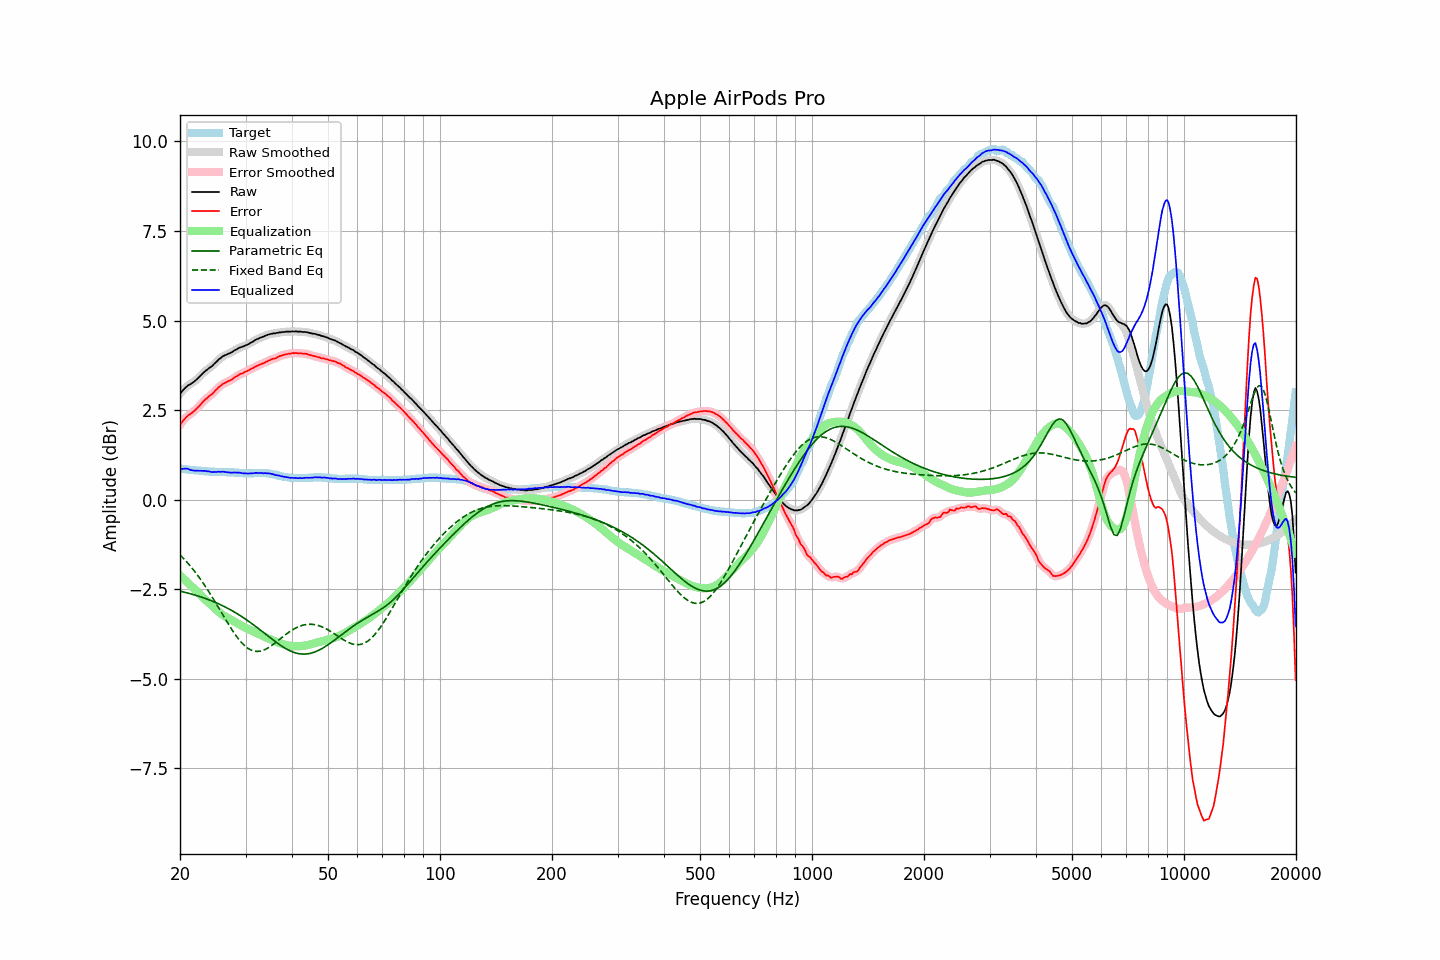 Apple AirPods Pro
Target
Raw Smoothed
Error Smoothed
Raw
Error
Equalization
Parametric Eq
Fixed Band Eq
Equalized
Amplitude (dBr)
10.0
7.5
5.0
2.5
0.0
−2.5
−5.0
−7.5
20 50 100 200 500 1000 2000 5000 10000 20000
Frequency (Hz)